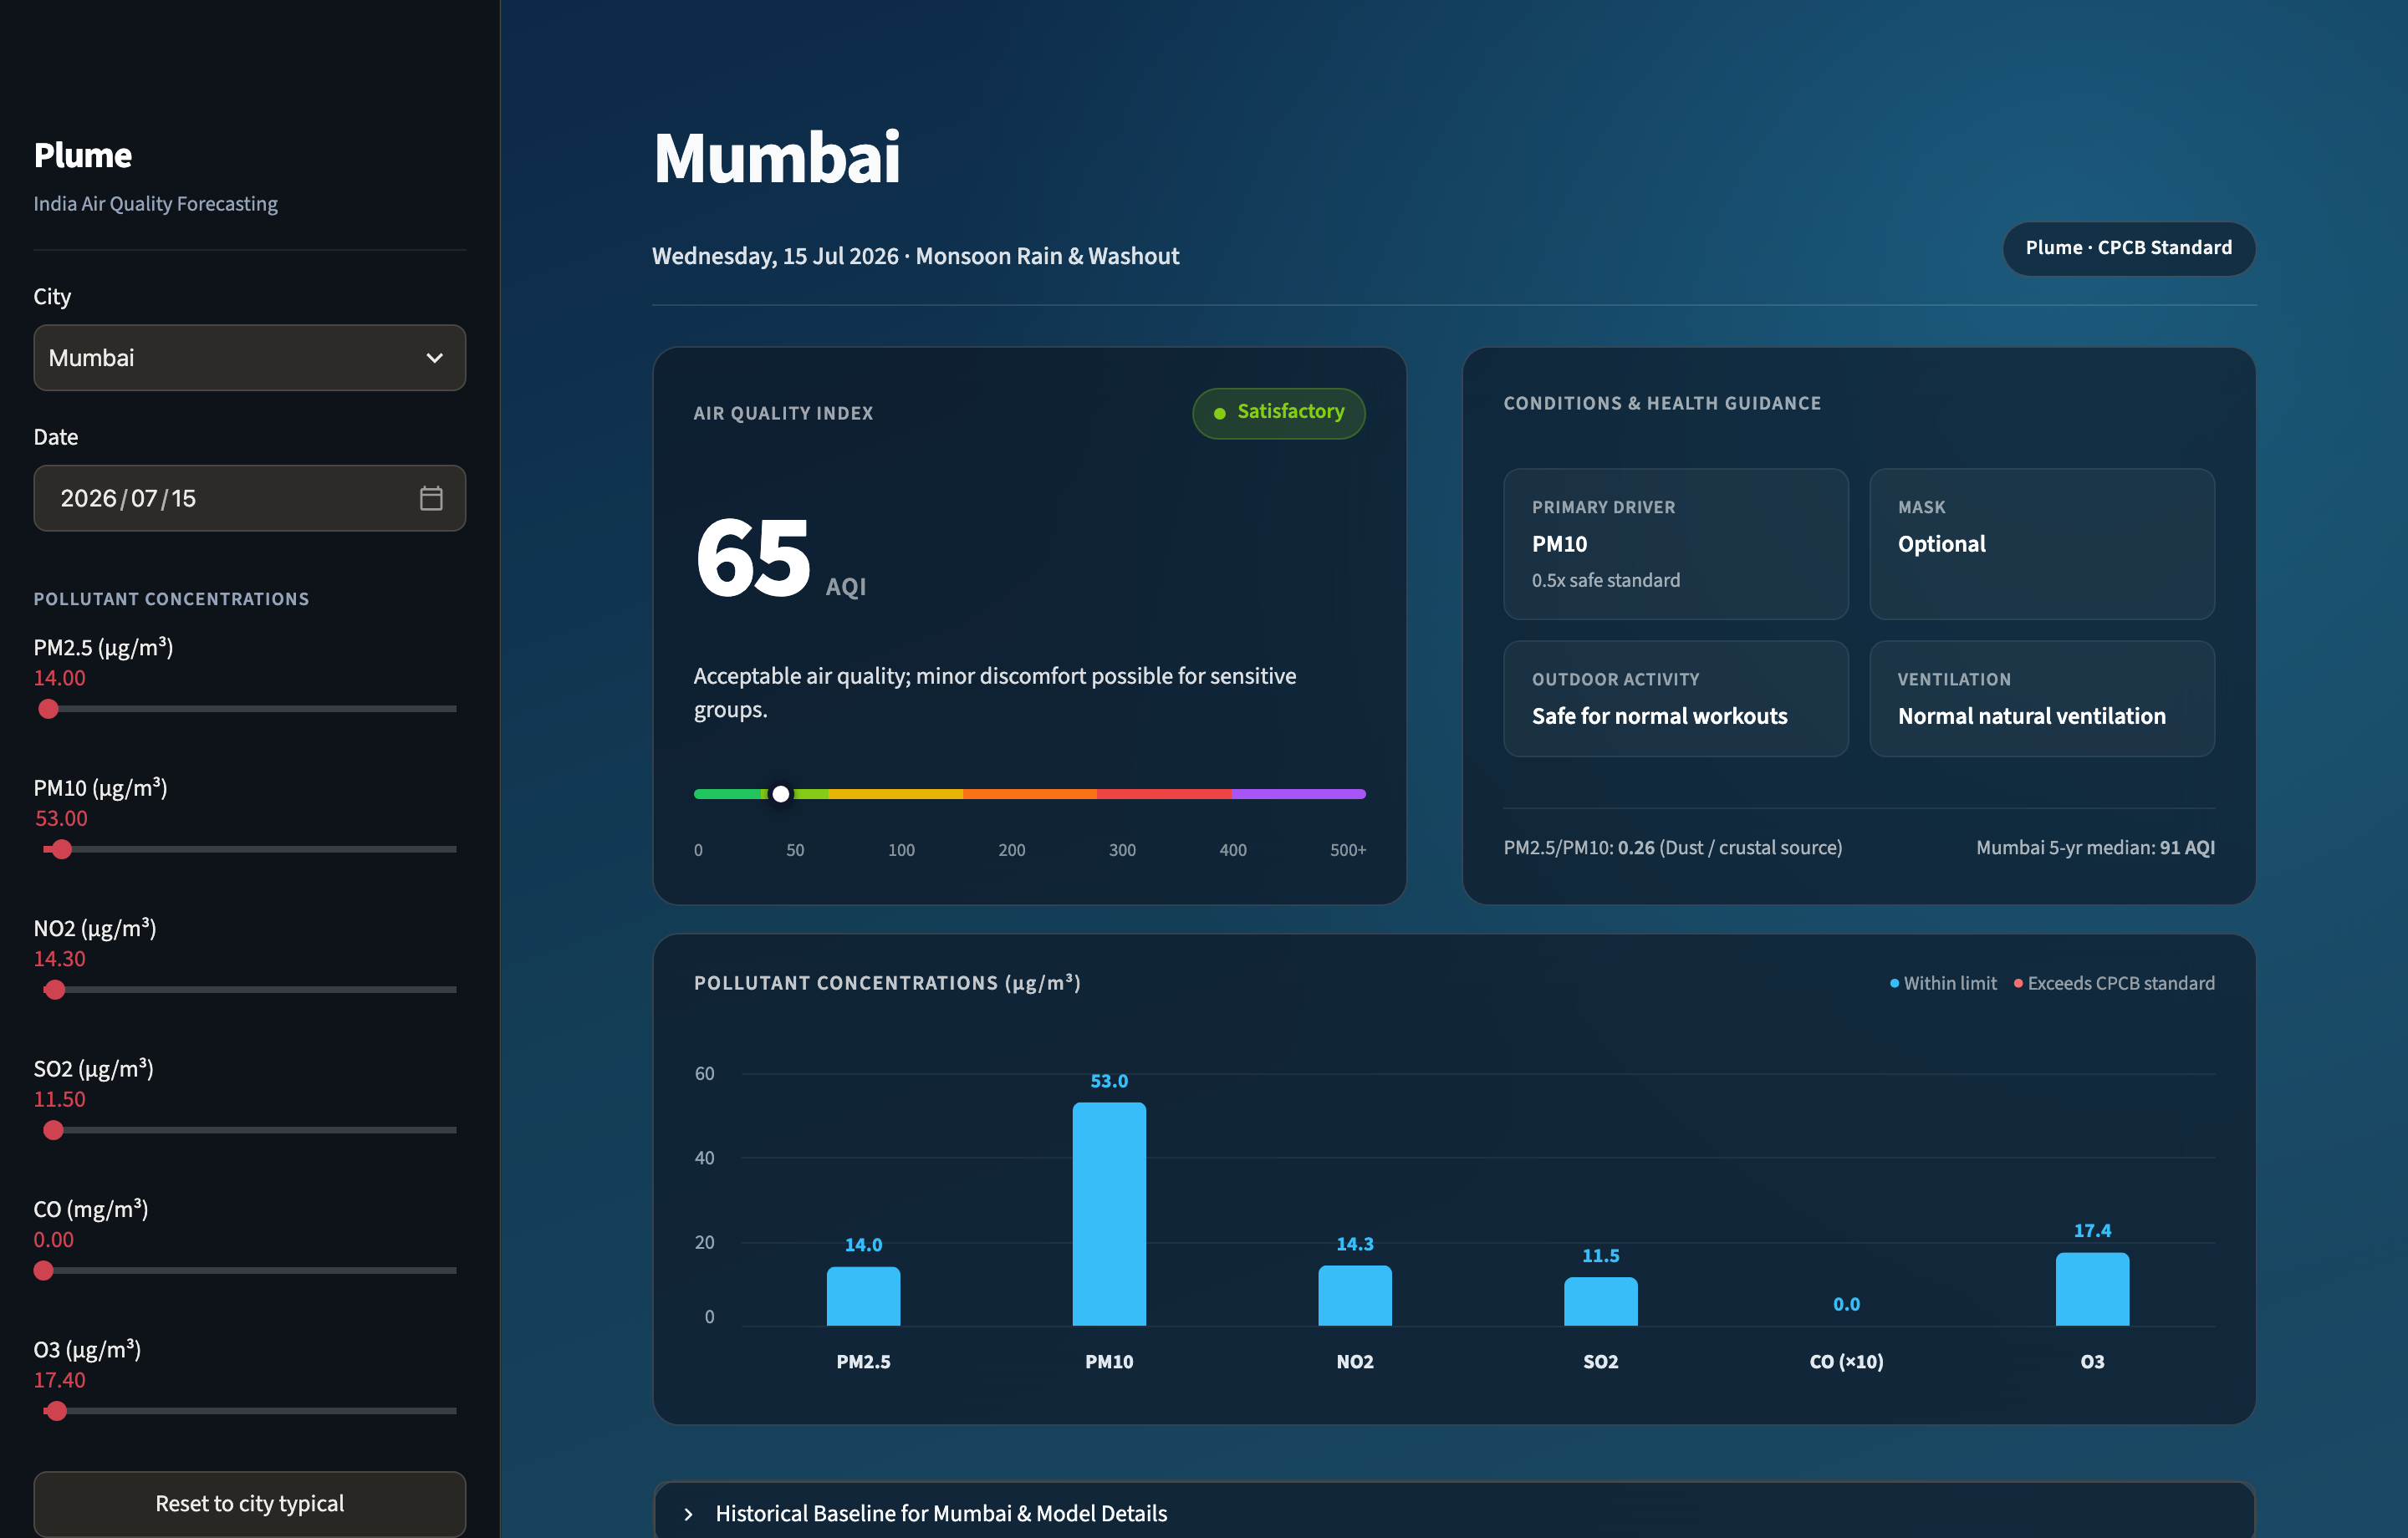 Plume
India Air Quality Forecasting
City
Mumbai
Date
2026/07/15
POLLUTANT CONCENTRATIONS
PM2.5 (μg/m³)
14.00
PM10 (μg/m³)
53.00
NO2 (μg/m³)
14.30
SO2 (μg/m³)
11.50
CO (mg/m³)
0.00
O3 (μg/m³)
17.40
Reset to city typical
Mumbai
Wednesday, 15 Jul 2026 · Monsoon Rain & Washout
Plume · CPCB Standard
AIR QUALITY INDEX
Satisfactory
65 AQI
Acceptable air quality; minor discomfort possible for sensitive
groups.
0 50 100 200 300 400 500+
CONDITIONS & HEALTH GUIDANCE
PRIMARY DRIVER
PM10
0.5x safe standard
MASK
Optional
OUTDOOR ACTIVITY
Safe for normal workouts
VENTILATION
Normal natural ventilation
PM2.5/PM10: 0.26 (Dust / crustal source)
Mumbai 5-yr median: 91 AQI
POLLUTANT CONCENTRATIONS (μg/m³)
Within limit
Exceeds CPCB standard
60
40
20
0
14.0
53.0
14.3
11.5
0.0
17.4
PM2.5
PM10
NO2
SO2
CO (×10)
O3
Historical Baseline for Mumbai & Model Details